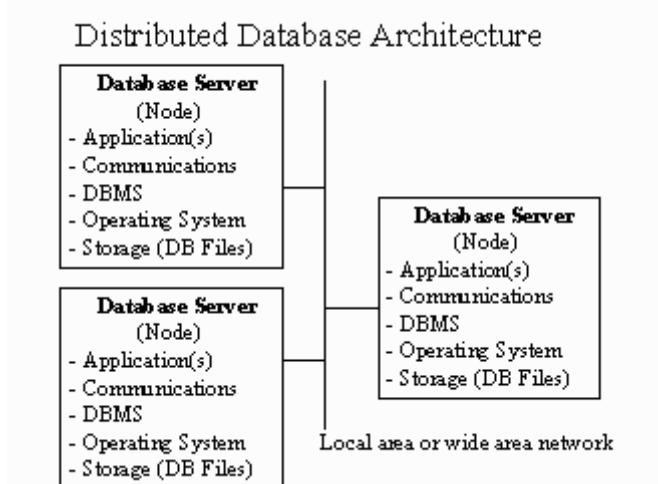 Distributed Database Architecture
Database Server
(Node)
- Application(s)
- Communications
- DBMS
- Operating System
- Storage (DB Files)
Database Server
(Node)
- Application(s)
- Communications
- DBMS
- Operating System
- Storage (DB Files)
Database Server
(Node)
- Application(s)
- Communications
- DBMS
- Operating System
- Storage (DB Files)
Local area or wide area network